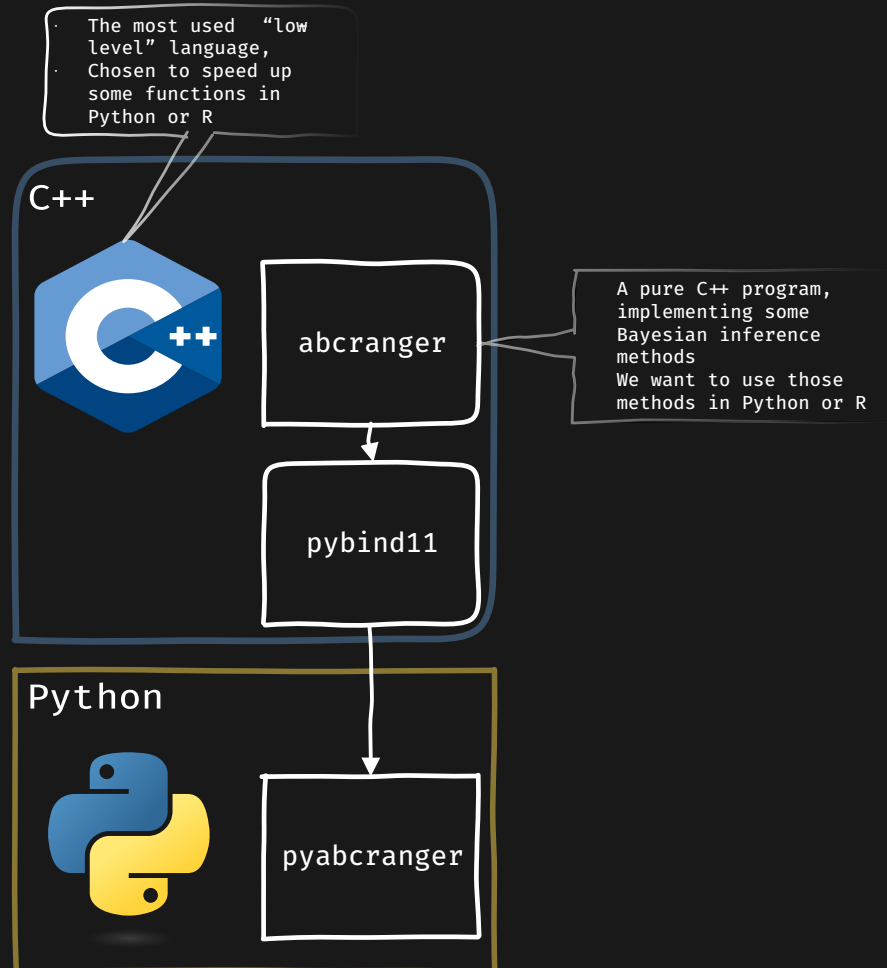 · The most used “low
level” language,
· Chosen to speed up
some functions in
Python or R
C++
++
abcranger
A pure C++ program,
implementing some
Bayesian inference
methods
We want to use those
methods in Python or R
pybind11
Python
pyabcranger